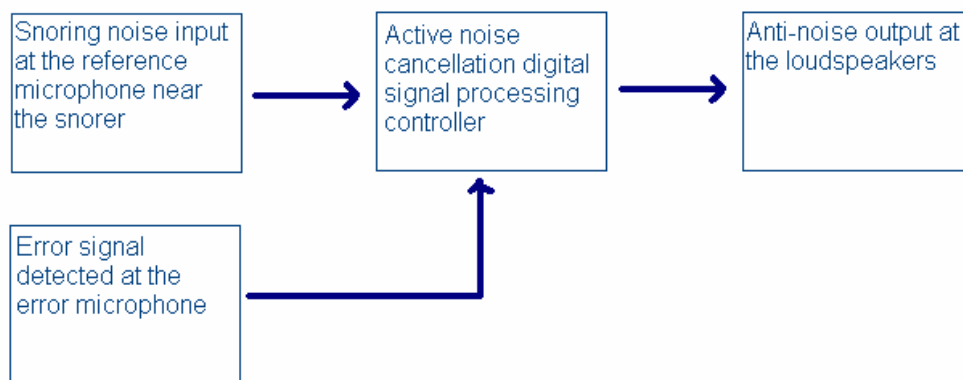 Snoring noise input
at the reference
microphone near
the snorer
Active noise
cancellation digital
signal processing
controller
Anti-noise output at
the loudspeakers
Error signal
detected at the
error microphone